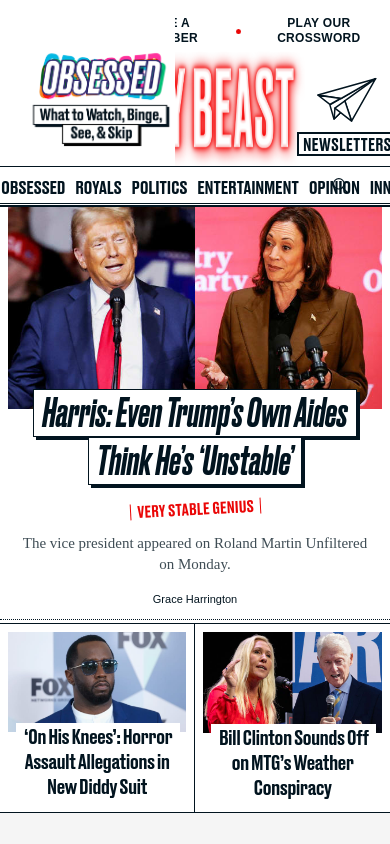 E A
BER
PLAY OUR
CROSSWORD
OBSESSED
What to Watch, Binge,
See, & Skip
Y BEAST
NEWSLETTERS
OBSESSED ROYALS POLITICS ENTERTAINMENT OPINION INN
47
try
arty
Harris: Even Trump’s Own Aides
Think He’s ‘Unstable’
VERY STABLE GENIUS
The vice president appeared on Roland Martin Unfiltered
on Monday.
Grace Harrington
FOX
FOX
AR
‘On His Knees’: Horror
Assault Allegations in
New Diddy Suit
Bill Clinton Sounds Off
on MTG’s Weather
Conspiracy